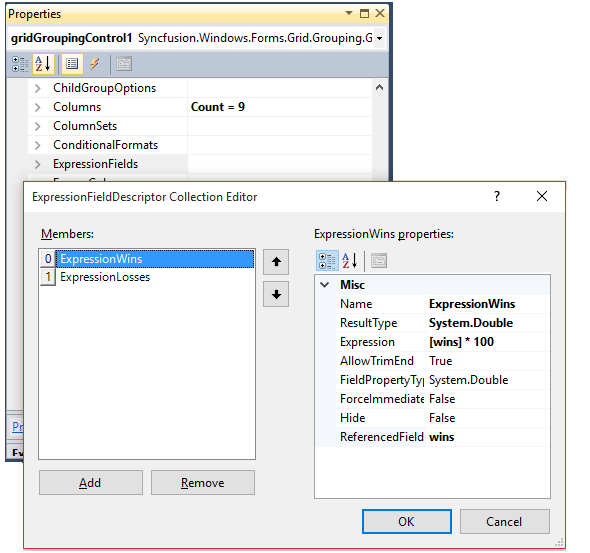 Properties
gridGroupingControl1 Syncfusion.Windows.Forms.Grid.Grouping.G
ChildGroupOptions
Columns Count = 9
ColumnSets
ConditionalFormats
ExpressionFields
ExpressionFieldDescriptor Collection Editor
Members:
ExpressionWins properties:
0 ExpressionWins
1 ExpressionLosses
Misc
Name ExpressionWins
ResultType System.Double
Expression [wins] * 100
AllowTrimEnd True
FieldPropertyTy System.Double
ForceImmediate False
Hide False
ReferencedField wins
Pr
Add
Remove
OK
Cancel